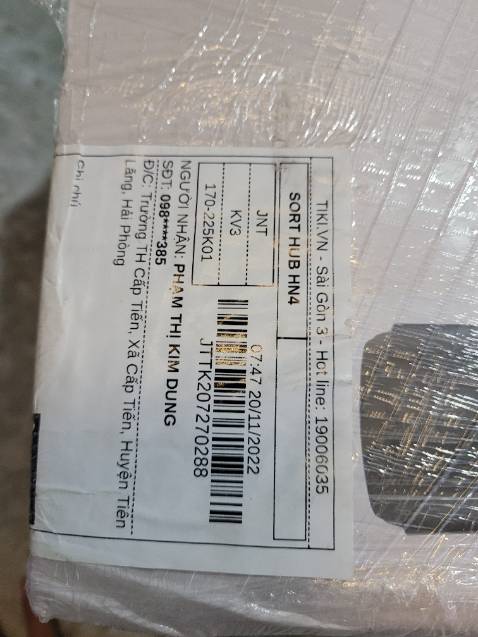 TIKI.VN - Sài Gòn 3 - Hot line: 19006035
SORT HUB HN4
JNT
KV3
170-225K01
07:47 20/11/2022
JTTK207270288
NGƯỜI NHẬN: PHẠM THỊ KIM DUNG
SĐT: 098****385
Đ/C: Trường TH Cấp Tiến, Xã Cấp Tiến, Huyện Tiên
Lãng, Hải Phòng
Ghi chú